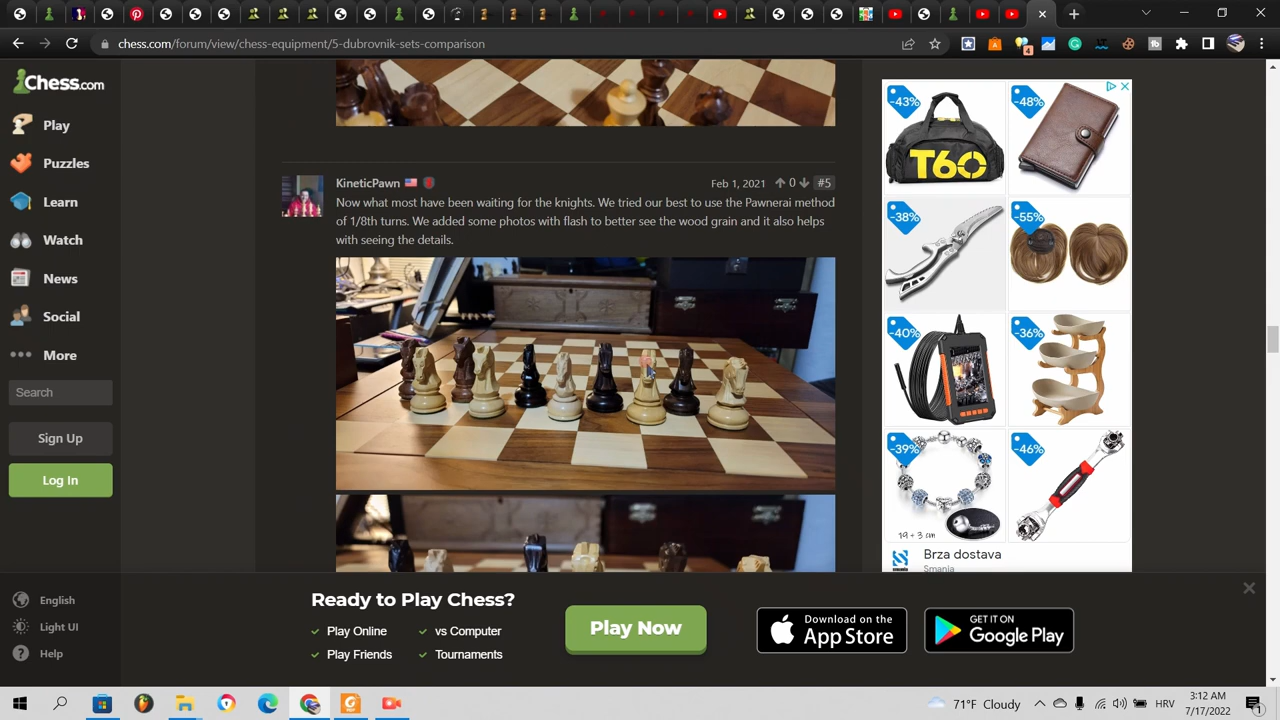 chess.com/forum/view/chess-equipment/5-dubrovnik-sets-comparison
4
Chess.com
Play
Puzzles
Learn
Watch
News
Social
More
Search
Sign Up
Log In
English
Light UI
Help
KineticPawn
Feb 1, 2021
0
#5
Now what most have been waiting for the knights. We tried our best to use the Pawnerai method
of 1/8th turns. We added some photos with flash to better see the wood grain and it also helps
with seeing the details.
-43%
T60
-48%
-38%
-55%
-40%
-36%
-39%
19 + 3 cm
-46%
Brza dostava
Smania
Ready to Play Chess?
Play Online
vs Computer
Play Friends
Tournaments
Play Now
Download on the
App Store
GET IT ON
Google Play
71°F Cloudy
HRV
3:12 AM
7/17/2022
1